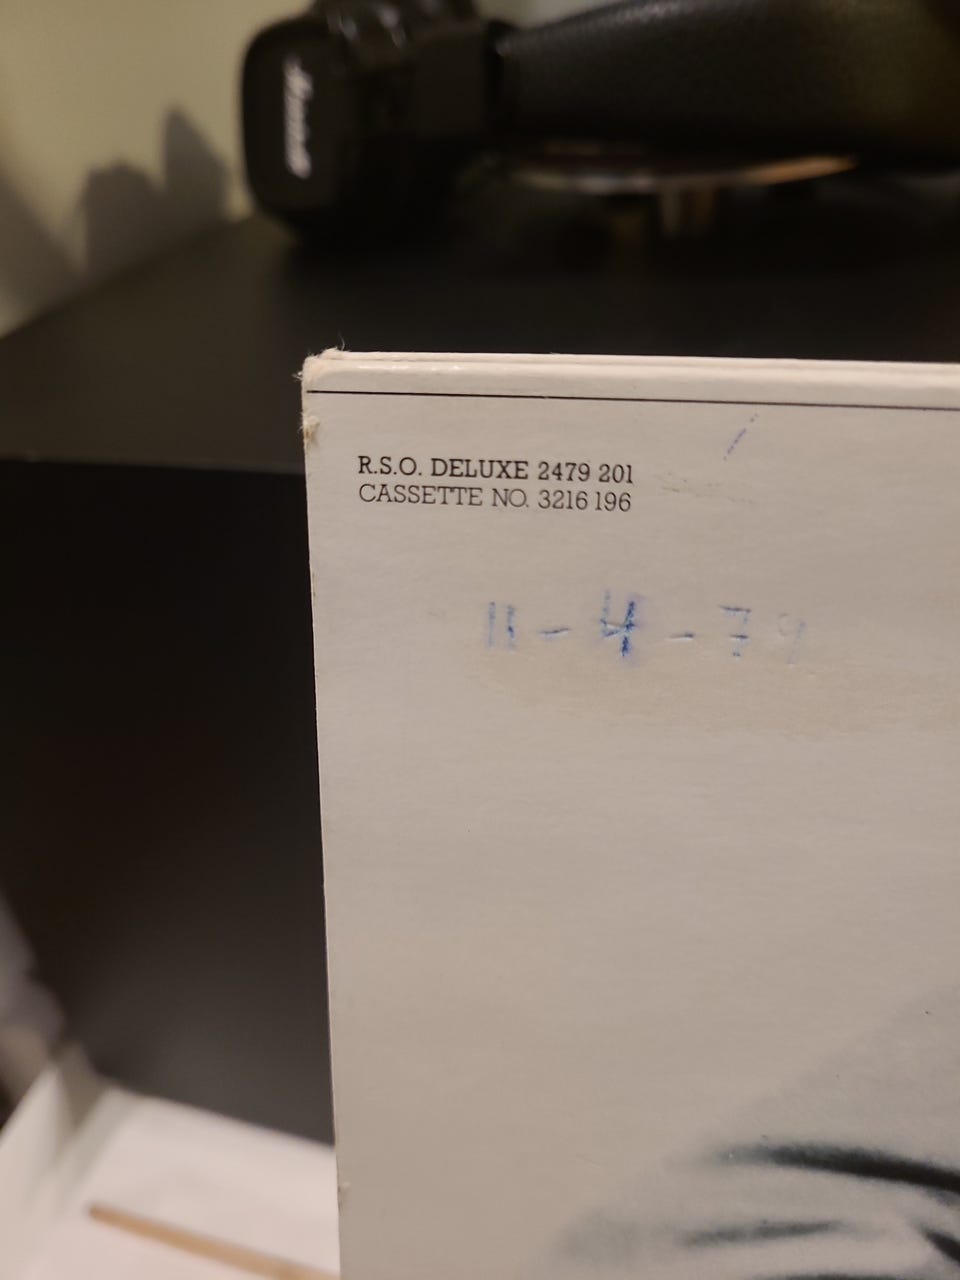 R.S.O. DELUXE 2479 201
CASSETTE NO. 3216 196
11-4-79